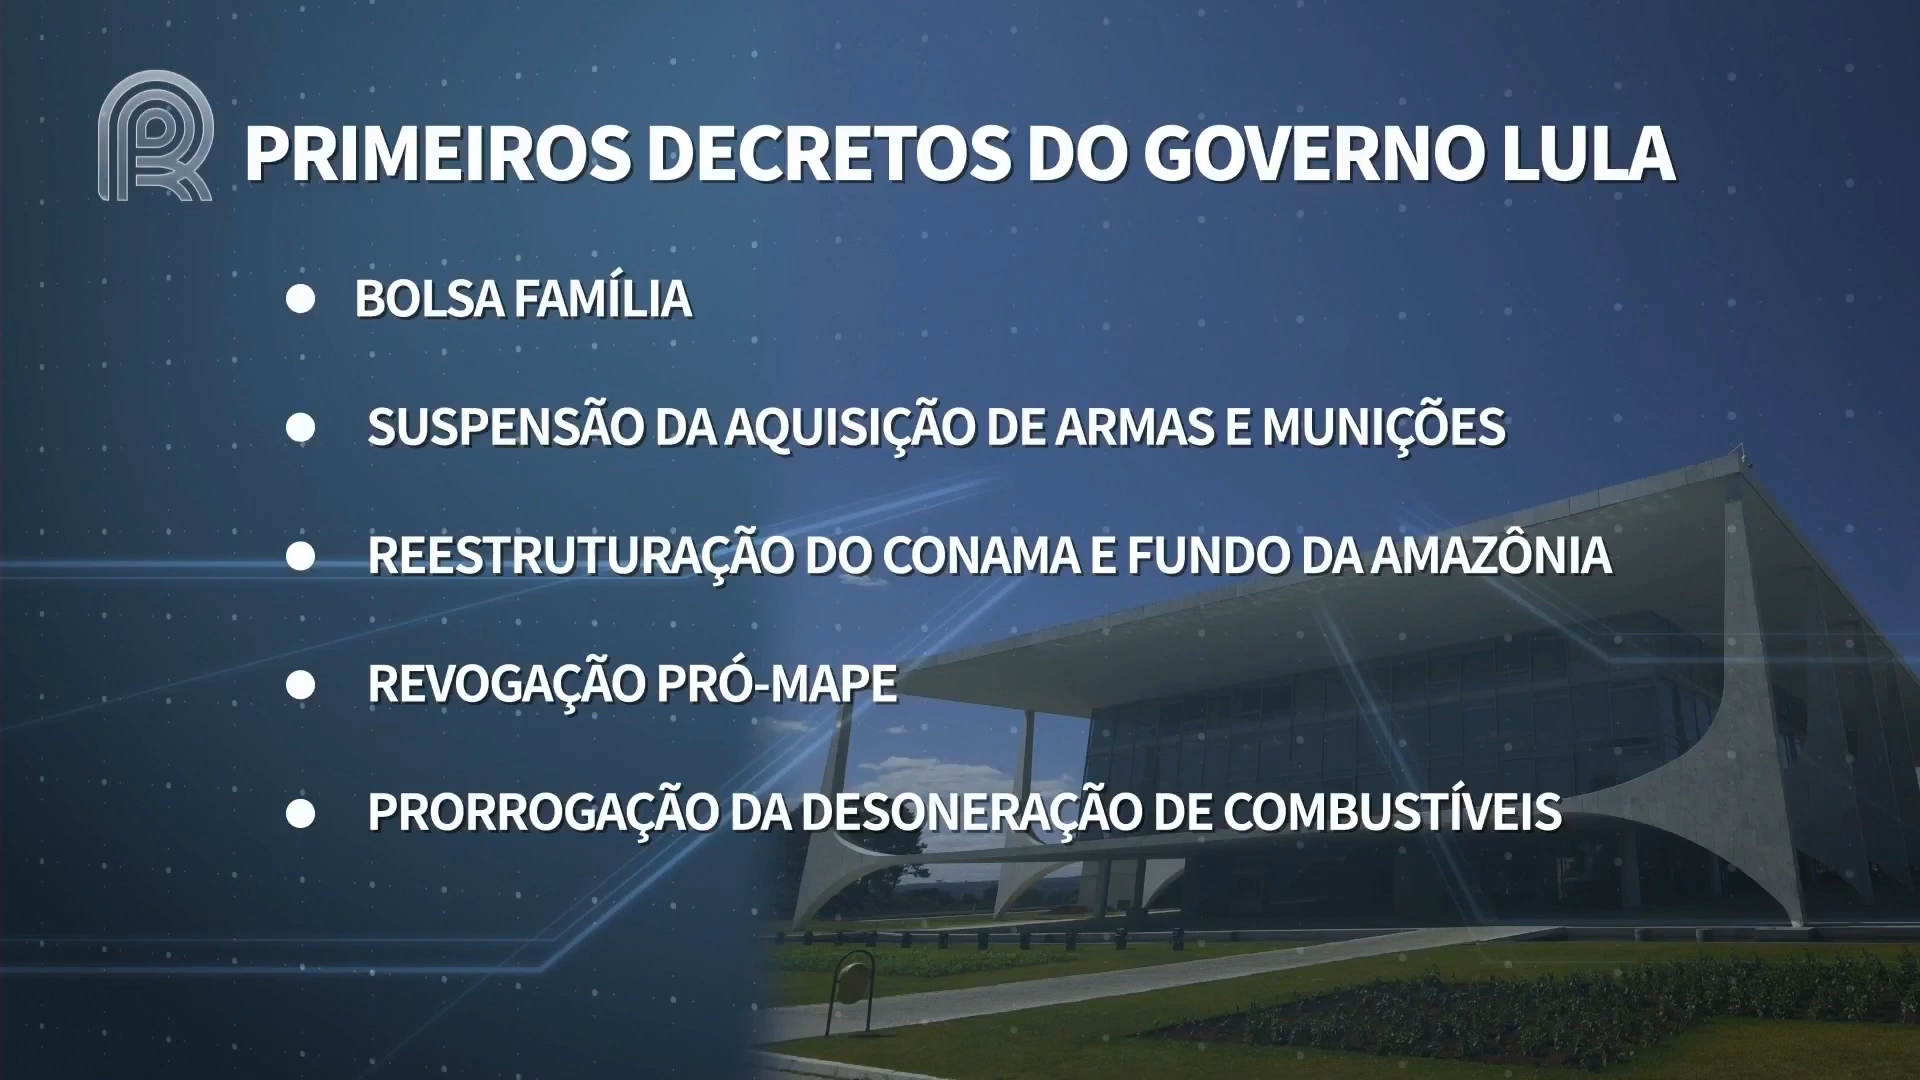 PRIMEIROS DECRETOS DO GOVERNO LULA
BOLSA FAMÍLIA
SUSPENSÃO DA AQUISIÇÃO DE ARMAS E MUNIÇÕES
REESTRUTURAÇÃO DO CONAMA E FUNDO DA AMAZÔNIA
REVOGAÇÃO PRÓ-MAPE
PRORROGAÇÃO DA DESONERAÇÃO DE COMBUSTÍVEIS